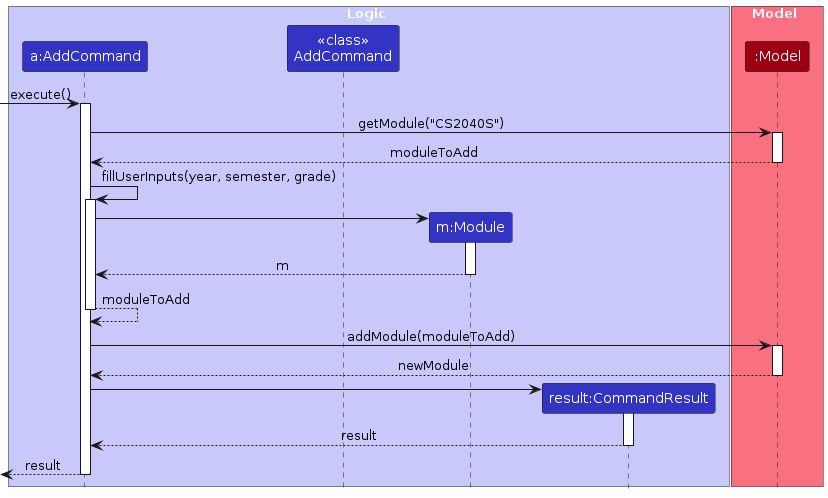 Logic
Model
«class»
a:AddCommand
AddCommand
:Model
execute()
getModule("CS2040S")
moduleToAdd
fillUserInputs(year, semester, grade)
m:Module
m
moduleToAdd
addModule(moduleToAdd)
newModule
result:CommandResult
result
result